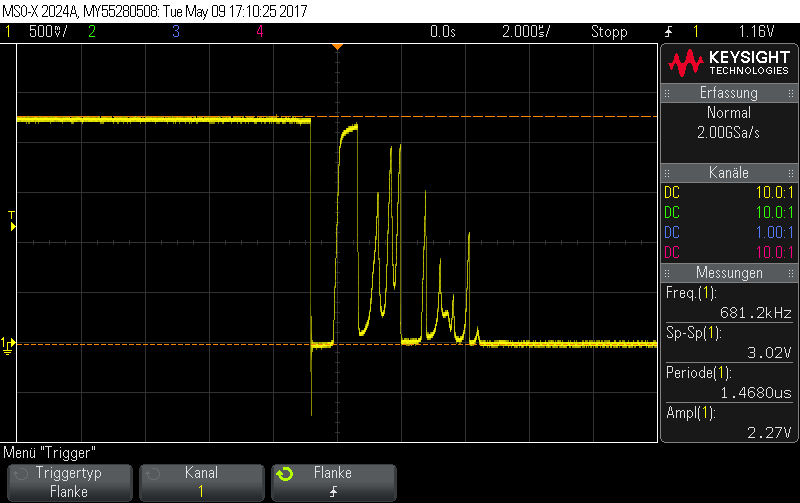 MSO-X 2024A, MY55280508: Tue May 09 17:10:25 2017
1 500mV/ 2 3 4 0.0s 2.000s/ Stopp 1 1.16V
KEYSIGHT
TECHNOLOGIES
Erfassung
Normal
2.00GSa/s
Kanäle
DC 10.0:1
DC 10.0:1
DC 1.00:1
DC 10.0:1
Messungen
Freq.(1):
681.2kHz
Sp-Sp(1):
3.02V
Periode(1):
1.4680us
Ampl(1):
2.27V
T
1
Menü "Trigger"
Triggertyp
Flanke
Kanal
1
Flanke